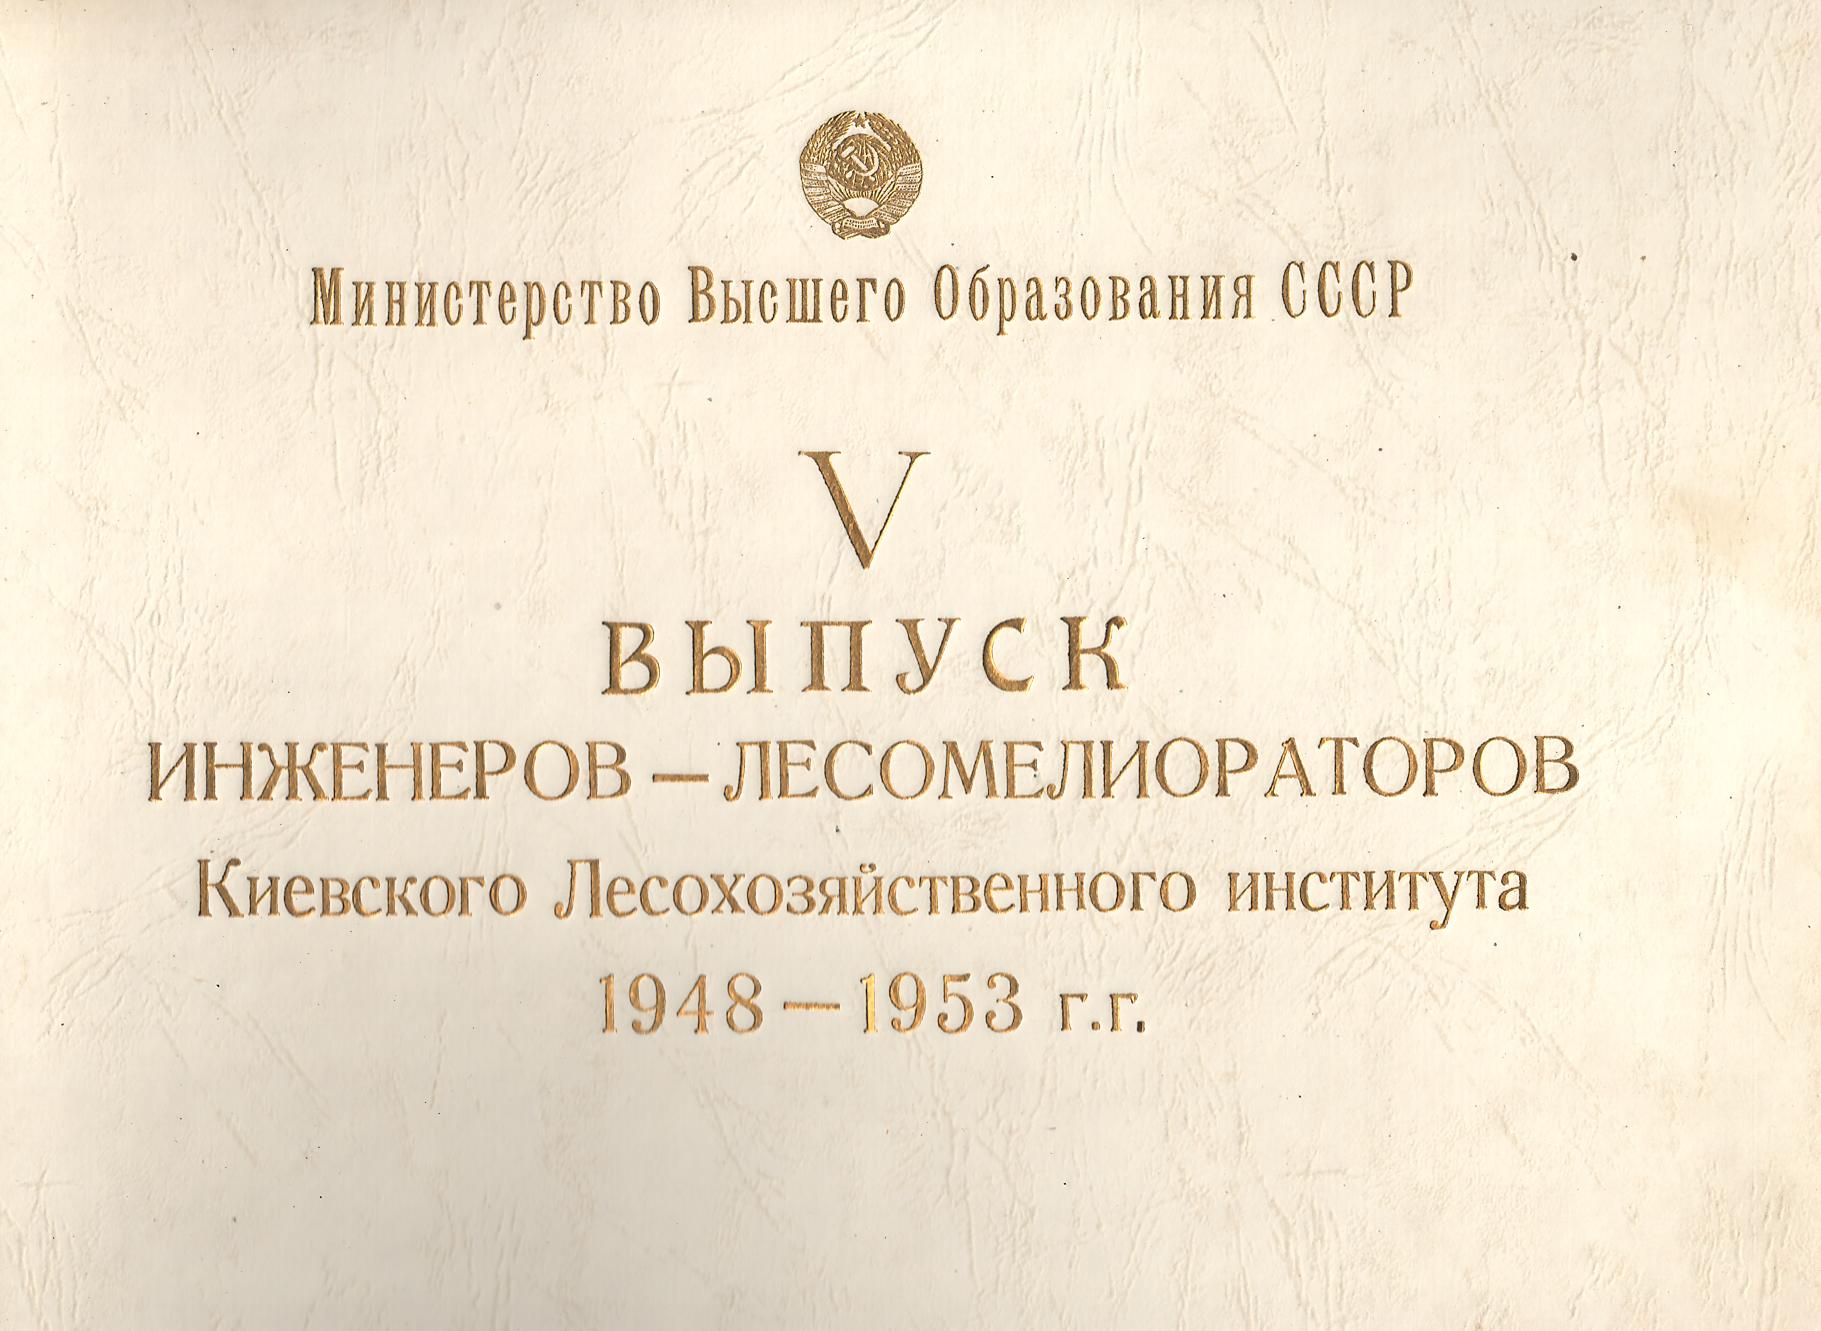 Министерство Высшего Образования СССР
V
ВЫПУСК
ИНЖЕНЕРОВ — ЛЕСОМЕЛИОРАТОРОВ
Киевского Лесохозяйственного института
1948 — 1953 г.г.